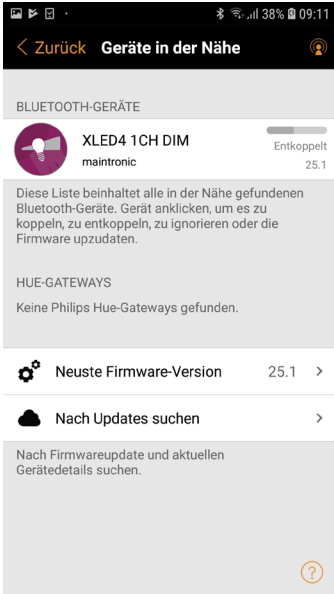 38% 09:11
Zurück Geräte in der Nähe
BLUETOOTH-GERÄTE
XLED4 1CH DIM
maintronic
Entkoppelt
25.1
Diese Liste beinhaltet alle in der Nähe gefundenen
Bluetooth-Geräte. Gerät anklicken, um es zu
koppeln, zu entkoppeln, zu ignorieren oder die
Firmware upzudaten.
HUE-GATEWAYS
Keine Philips Hue-Gateways gefunden.
Neuste Firmware-Version 25.1
Nach Updates suchen
Nach Firmwareupdate und aktuellen
Gerätedetails suchen.
?